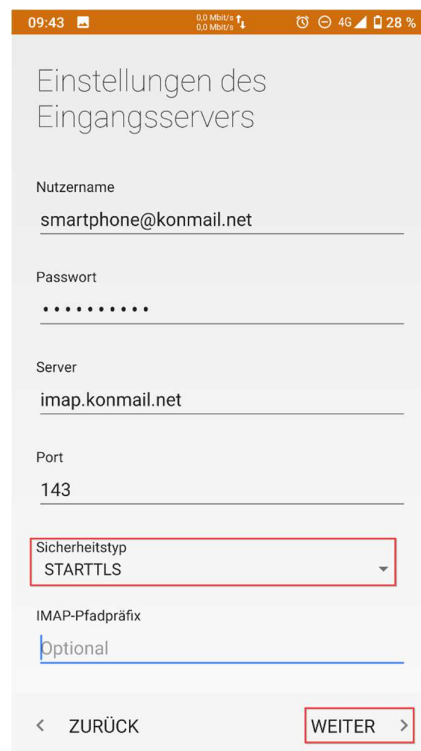 09:43 0,0 Mbit/s 4G 28 %
0,0 Mbit/s
Einstellungen des
Eingangsservers
Nutzername
smartphone@konmail.net
Passwort
••••••••••
Server
imap.konmail.net
Port
143
Sicherheitstyp
STARTTLS
IMAP-Pfadpräfix
Optional
< ZURÜCK WEITER >